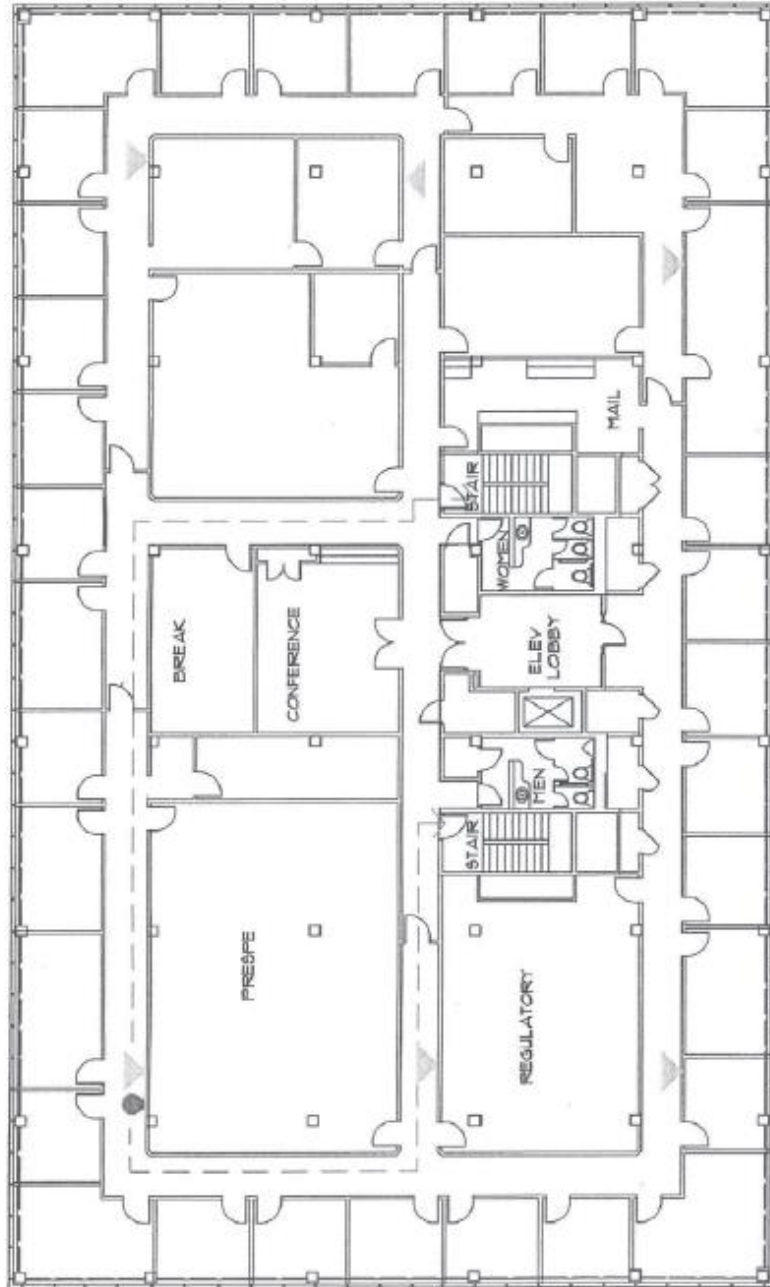 MAIL
STAIR
WOMEN
BREAK
CONFERENCE
ELEV
LOBBY
MEN
STAIR
PRESPE
REGULATORY